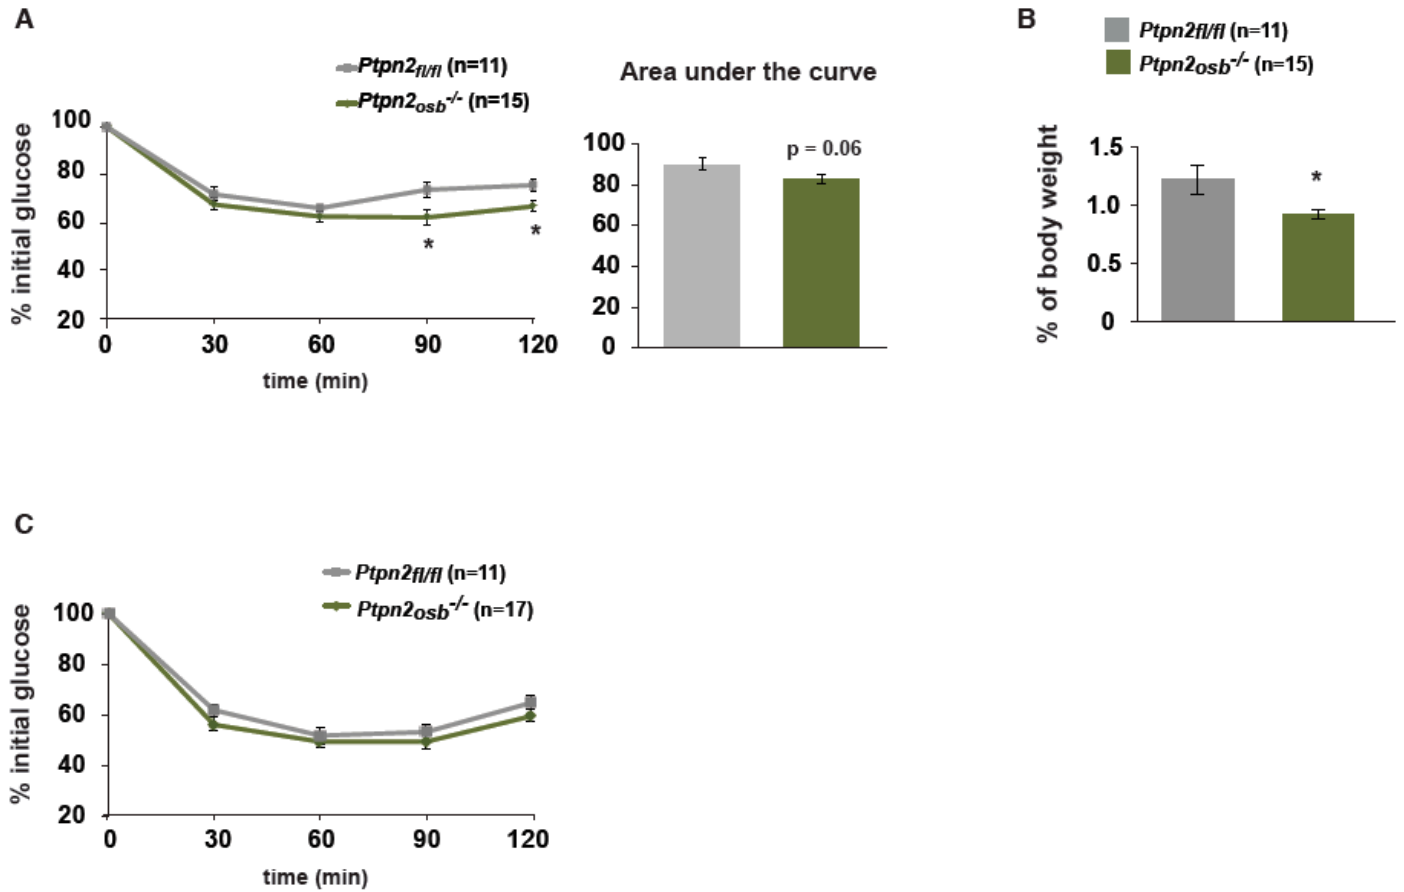 A
Ptpn2fl/fl (n=11)
Ptpn2osb-/- (n=15)
% initial glucose
100
80
60
40
20
0 30 60 90 120
time (min)
*
*
Area under the curve
p = 0.06
100
80
60
40
20
0
B
Ptpn2fl/fl (n=11)
Ptpn2osb-/- (n=15)
% of body weight
1.5
1.0
0.5
0
*
C
Ptpn2fl/fl (n=11)
Ptpn2osb-/- (n=17)
% initial glucose
100
80
60
40
20
0 30 60 90 120
time (min)